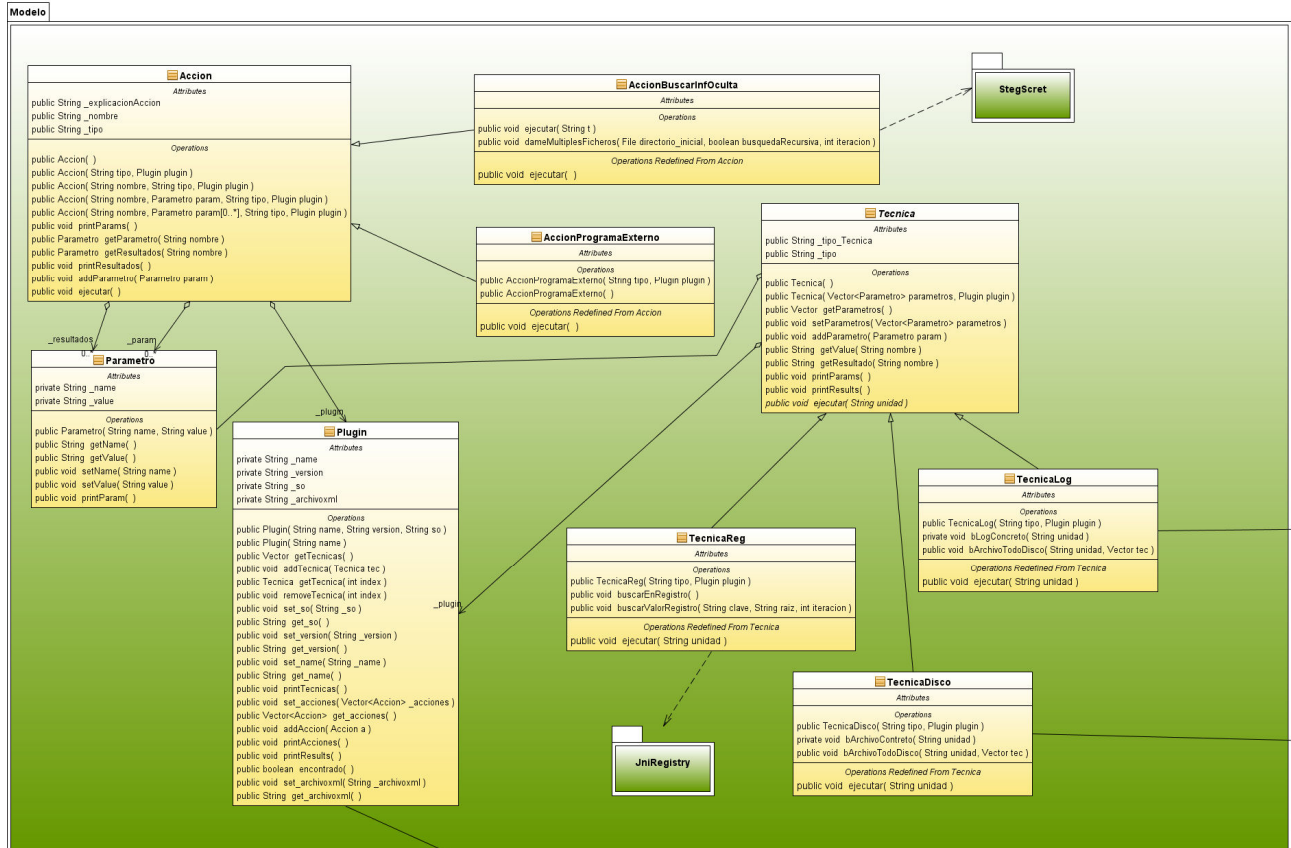 Modelo
Accion
Attributes
public String _explicacionAccion
public String _nombre
public String _tipo
Operations
public Accion( )
public Accion( String tipo, Plugin plugin )
public Accion( String nombre, String tipo, Plugin plugin )
public Accion( String nombre, Parametro param, String tipo, Plugin plugin )
public Accion( String nombre, Parametro param[0..*], String tipo, Plugin plugin )
public void printParams( )
public Parametro getParametro( String nombre )
public Parametro getResultados( String nombre )
public void printResultados( )
public void addParametro( Parametro param )
public void ejecutar( )
AccionBuscarInfOculta
Attributes
Operations
public void ejecutar( String t )
public void dameMultiplesFicheros( File directorio_inicial, boolean busquedaRecursiva, int iteracion )
Operations Redefined From Accion
public void ejecutar( )
StegScret
AccionProgramaExterno
Attributes
Operations
public AccionProgramaExterno( String tipo, Plugin plugin )
public AccionProgramaExterno( )
Operations Redefined From Accion
public void ejecutar( )
Tecnica
Attributes
public String _tipo_Tecnica
public String _tipo
Operations
public Tecnica( )
public Tecnica( Vector<Parametro> parametros, Plugin plugin )
public Vector getParametros( )
public void setParametros( Vector<Parametro> parametros )
public void addParametro( Parametro param )
public String getValue( String nombre )
public String getResultado( String nombre )
public void printParams( )
public void printResults( )
public void ejecutar( String unidad )
_resultados
0..*
_param
0..*
Parametro
Attributes
private String _name
private String _value
Operations
public Parametro( String name, String value )
public String getName( )
public String getValue( )
public void setName( String name )
public void setValue( String value )
public void printParam( )
_plugin
Plugin
Attributes
private String _name
private String _version
private String _so
private String _archivoxml
Operations
public Plugin( String name, String version, String so )
public Plugin( String name )
public Vector getTecnicas( )
public void addTecnica( Tecnica tec )
public Tecnica getTecnica( int index )
public void removeTecnica( int index )
public void set_so( String _so )
public String get_so( )
public void set_version( String _version )
public String get_version( )
public void set_name( String _name )
public String get_name( )
public void printTecnicas( )
public void set_acciones( Vector<Accion> _acciones )
public Vector<Accion> get_acciones( )
public void addAccion( Accion a )
public void printAcciones( )
public void printResults( )
public boolean encontrado( )
public void set_archivoxml( String _archivoxml )
public String get_archivoxml( )
_plugin
TecnicaReg
Attributes
Operations
public TecnicaReg( String tipo, Plugin plugin )
public void buscarEnRegistro( )
public void buscarValorRegistro( String clave, String raiz, int iteracion )
Operations Redefined From Tecnica
public void ejecutar( String unidad )
TecnicaLog
Attributes
Operations
public TecnicaLog( String tipo, Plugin plugin )
private void bLogConcreto( String unidad )
public void bArchivoTodoDisco( String unidad, Vector tec )
Operations Redefined From Tecnica
public void ejecutar( String unidad )
JniRegistry
TecnicaDisco
Attributes
Operations
public TecnicaDisco( String tipo, Plugin plugin )
private void bArchivoContreto( String unidad )
public void bArchivoTodoDisco( String unidad, Vector tec )
Operations Redefined From Tecnica
public void ejecutar( String unidad )